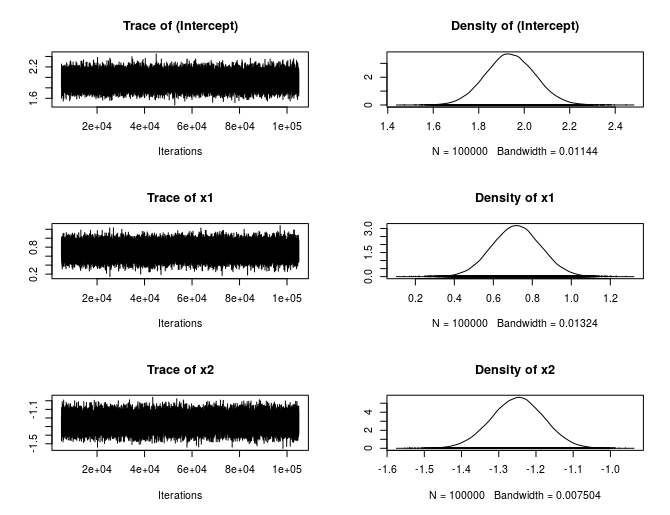 Trace of (Intercept)
1.6 2.2
2e+04 4e+04 6e+04 8e+04 1e+05
Iterations
Density of (Intercept)
0 2
1.4 1.6 1.8 2.0 2.2 2.4
N = 100000 Bandwidth = 0.01144
Trace of x1
0.2 0.8
2e+04 4e+04 6e+04 8e+04 1e+05
Iterations
Density of x1
0.0 1.5 3.0
0.2 0.4 0.6 0.8 1.0 1.2
N = 100000 Bandwidth = 0.01324
Trace of x2
-1.5 -1.1
2e+04 4e+04 6e+04 8e+04 1e+05
Iterations
Density of x2
0 2 4
-1.6 -1.5 -1.4 -1.3 -1.2 -1.1 -1.0
N = 100000 Bandwidth = 0.007504